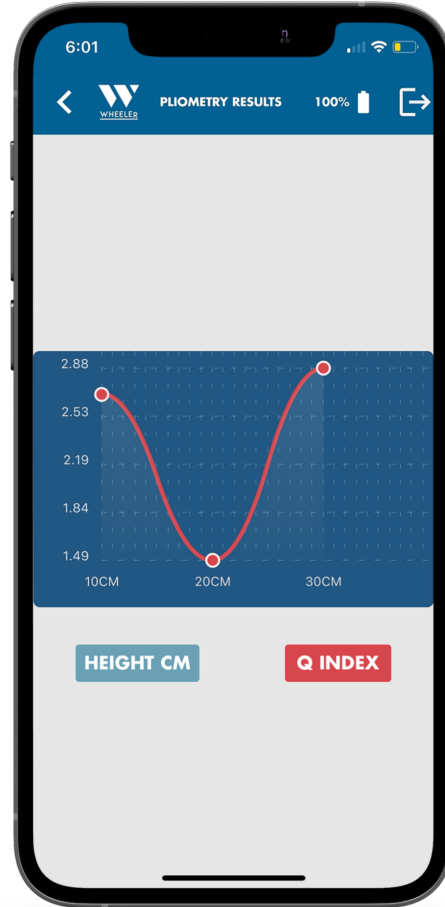 6:01
WHEELER
PLIOMETRY RESULTS
100%
2.88
2.53
2.19
1.84
1.49
10CM 20CM 30CM
HEIGHT CM
Q INDEX